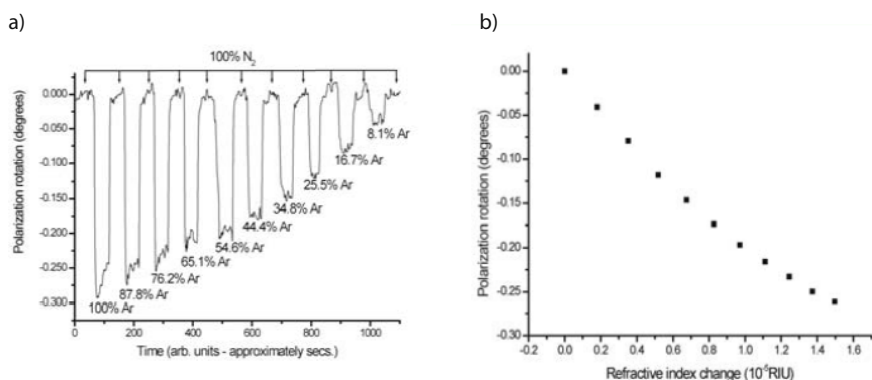 a)
100% N2
0.000
-0.050
-0.100
-0.150
-0.200
-0.250
-0.300
Polarization rotation (degrees)
100% Ar
87.8% Ar
76.2% Ar
65.1% Ar
54.6% Ar
44.4% Ar
34.8% Ar
25.5% Ar
16.7% Ar
8.1% Ar
0 200 400 600 800 1000
Time (arb. units - approximately secs.)
b)
0.00
-0.05
-0.10
-0.15
-0.20
-0.25
-0.30
Polarization rotation (degrees)
0.0 0.2 0.4 0.6 0.8 1.0 1.2 1.4 1.6
Refractive index change (10-5RIU)